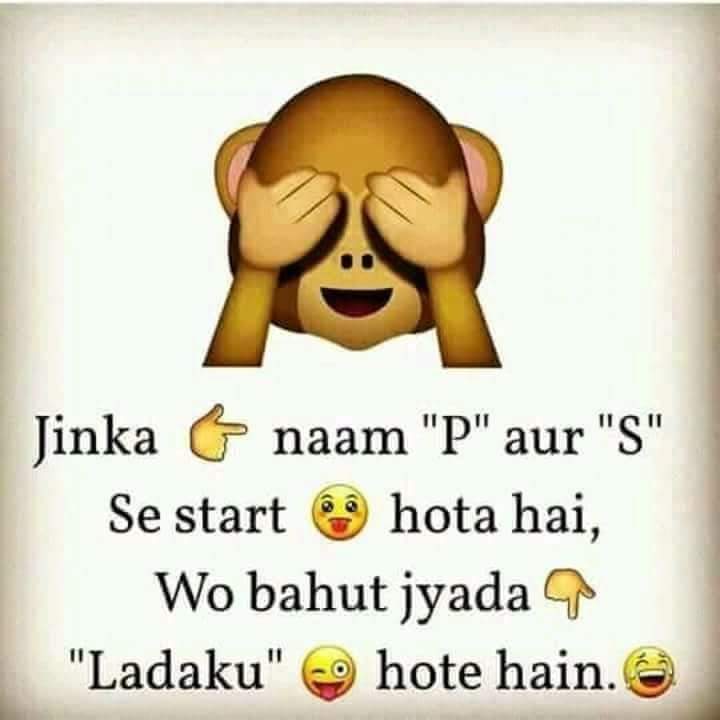 Jinka 👉 naam "P" aur "S"
Se start 😛 hota hai,
Wo bahut jyada 👇
"Ladaku" 😜 hote hain.😂